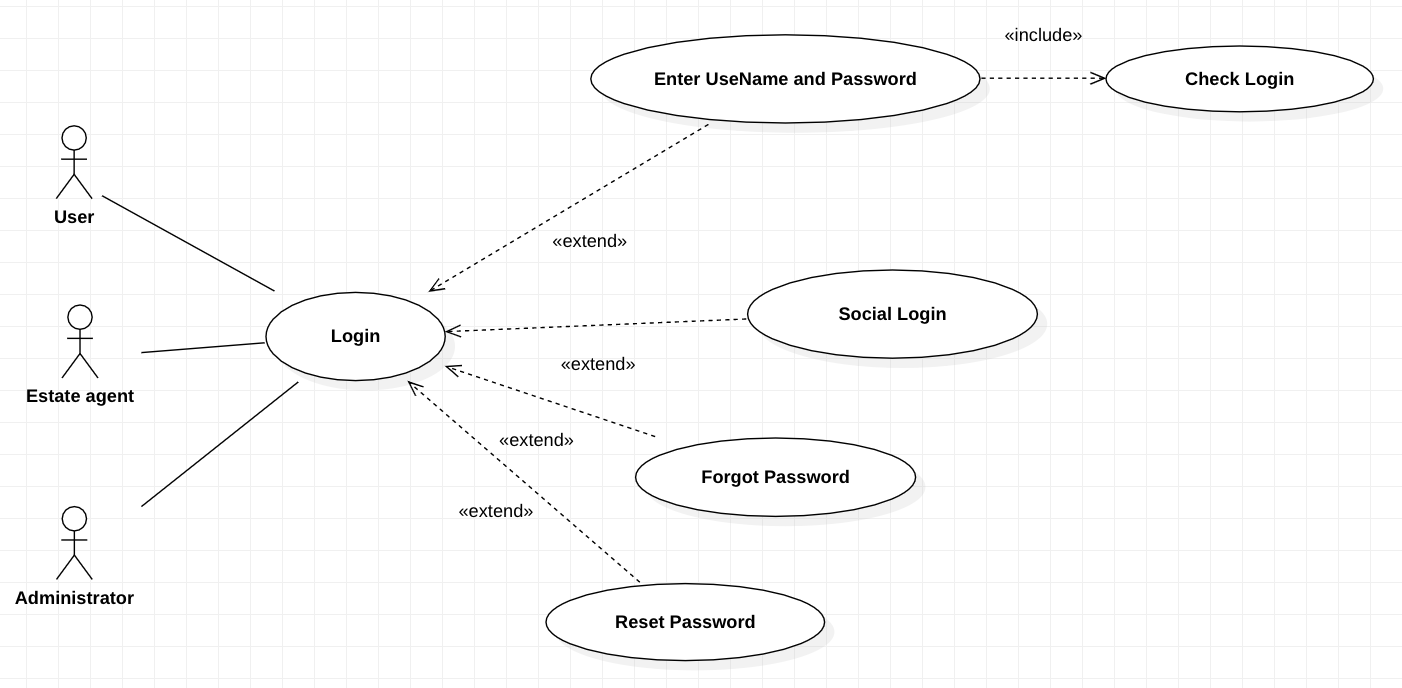 «include»
Enter UseName and Password
Check Login
User
«extend»
Social Login
Login
«extend»
Estate agent
«extend»
Forgot Password
«extend»
Administrator
Reset Password